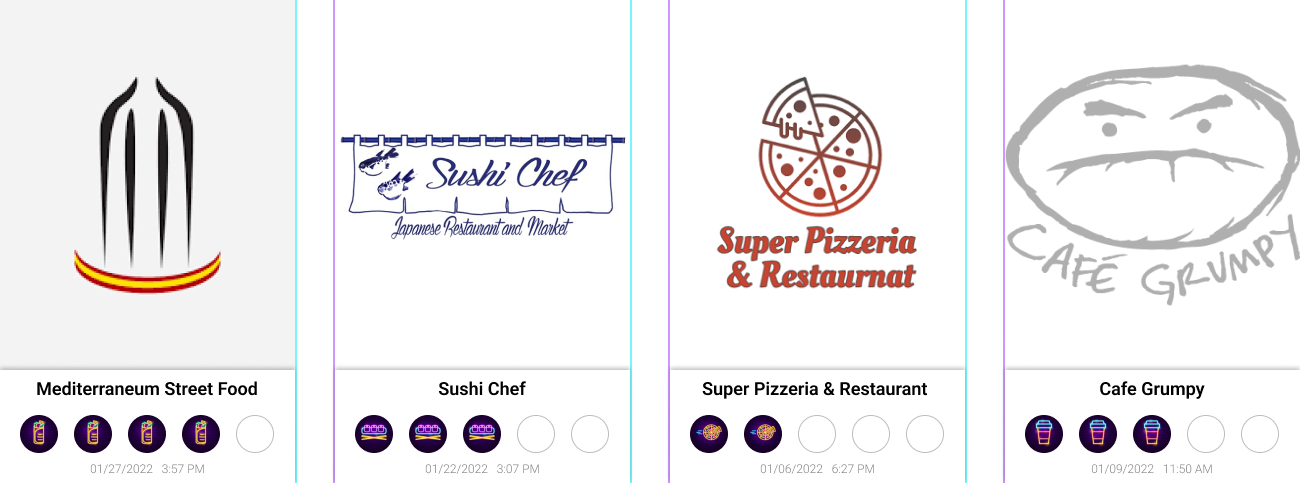 Sushi Chef
Japanese Restaurant and Market
Super Pizzeria
& Restaurnat
CAFÉ GRUMPY
Mediterraneum Street Food
01/27/2022 3:57 PM
Sushi Chef
01/22/2022 3:07 PM
Super Pizzeria & Restaurant
01/06/2022 6:27 PM
Cafe Grumpy
01/09/2022 11:50 AM